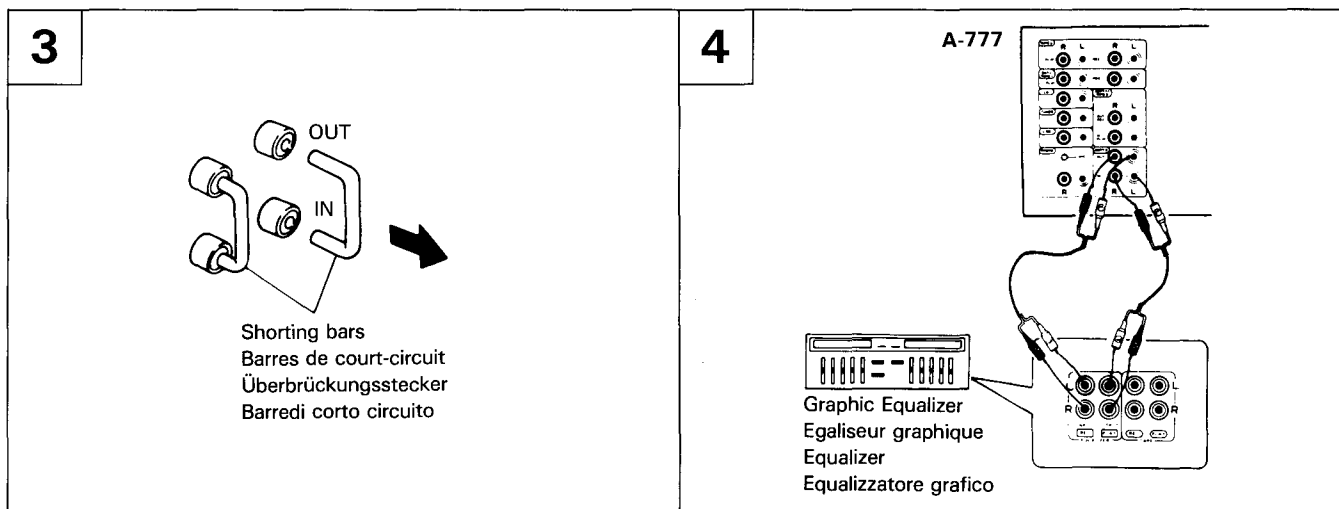 3
OUT
IN
Shorting bars
Barres de court-circuit
Überbrückungsstecker
Barredi corto circuito
4
A-777
R L R L
R L
R R L
L L
R R
Graphic Equalizer
Egaliseur graphique
Equalizer
Equalizzatore grafico